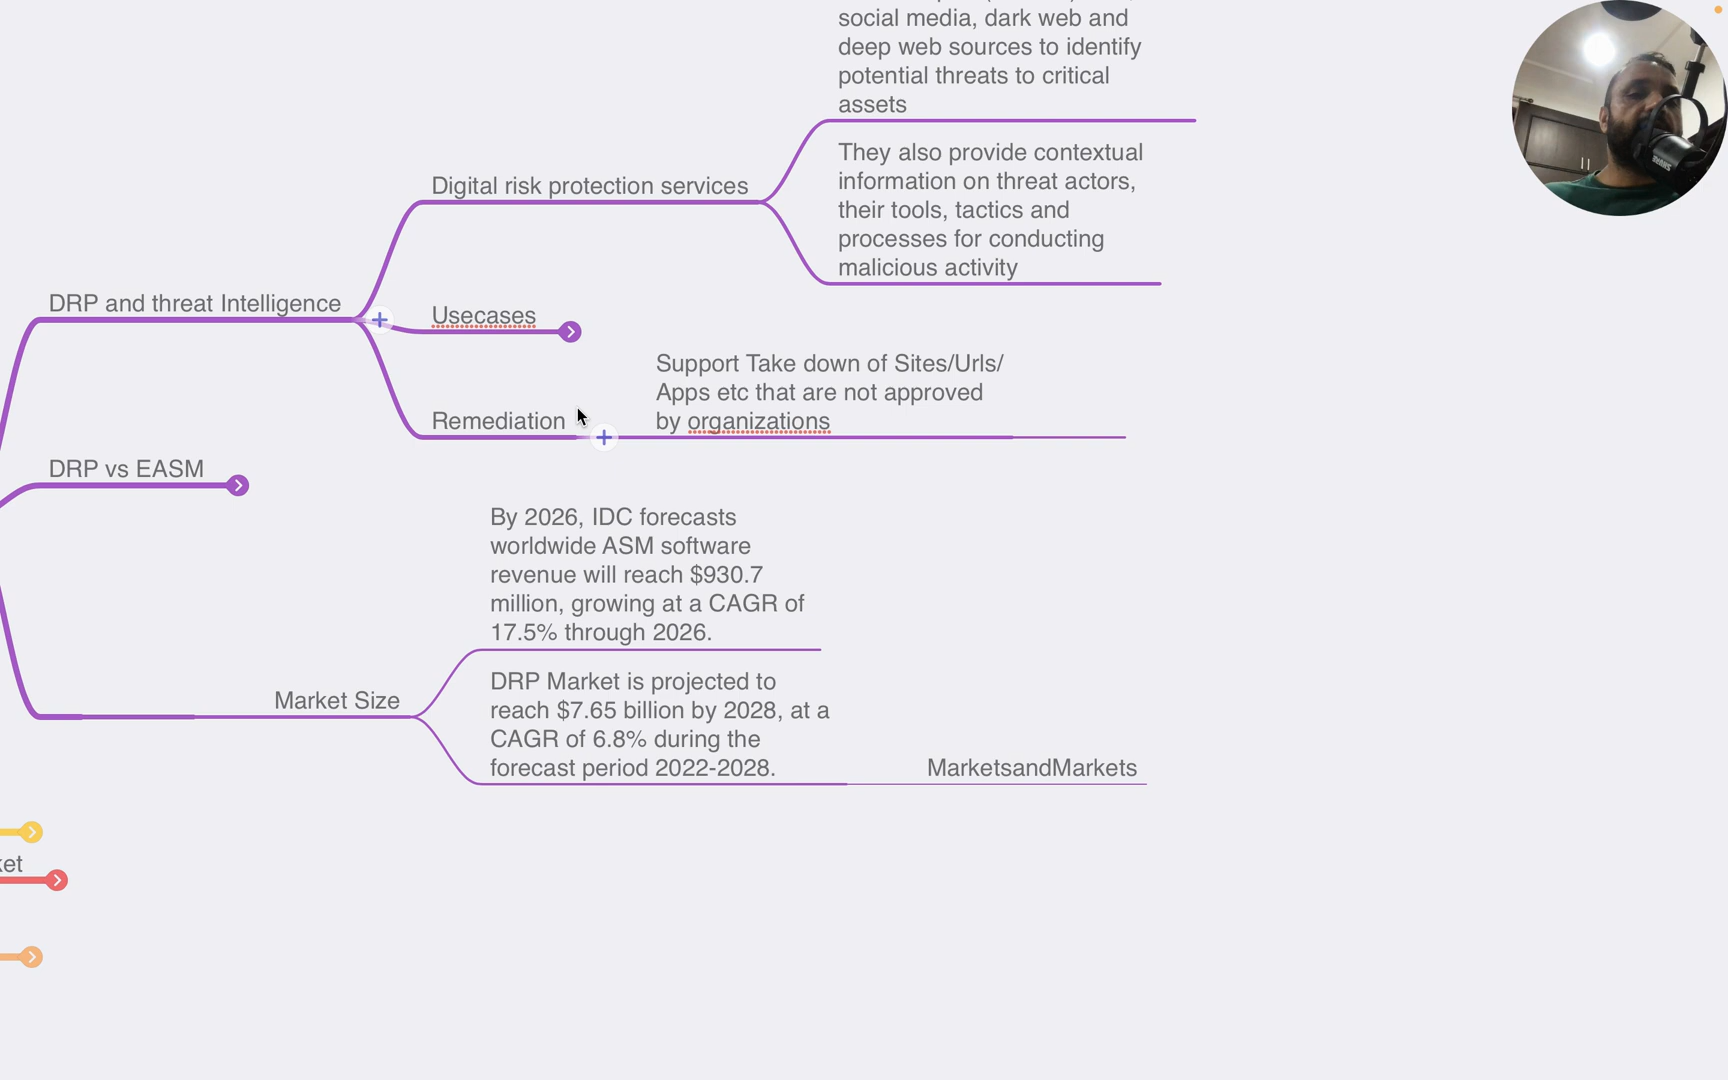 social media, dark web and
deep web sources to identify
potential threats to critical
assets
They also provide contextual
information on threat actors,
their tools, tactics and
processes for conducting
malicious activity
Digital risk protection services
DRP and threat Intelligence
Usecases
Support Take down of Sites/Urls/
Apps etc that are not approved
by organizations
Remediation
DRP vs EASM
By 2026, IDC forecasts
worldwide ASM software
revenue will reach $930.7
million, growing at a CAGR of
17.5% through 2026.
Market Size
DRP Market is projected to
reach $7.65 billion by 2028, at a
CAGR of 6.8% during the
forecast period 2022-2028.
MarketsandMarkets
ket